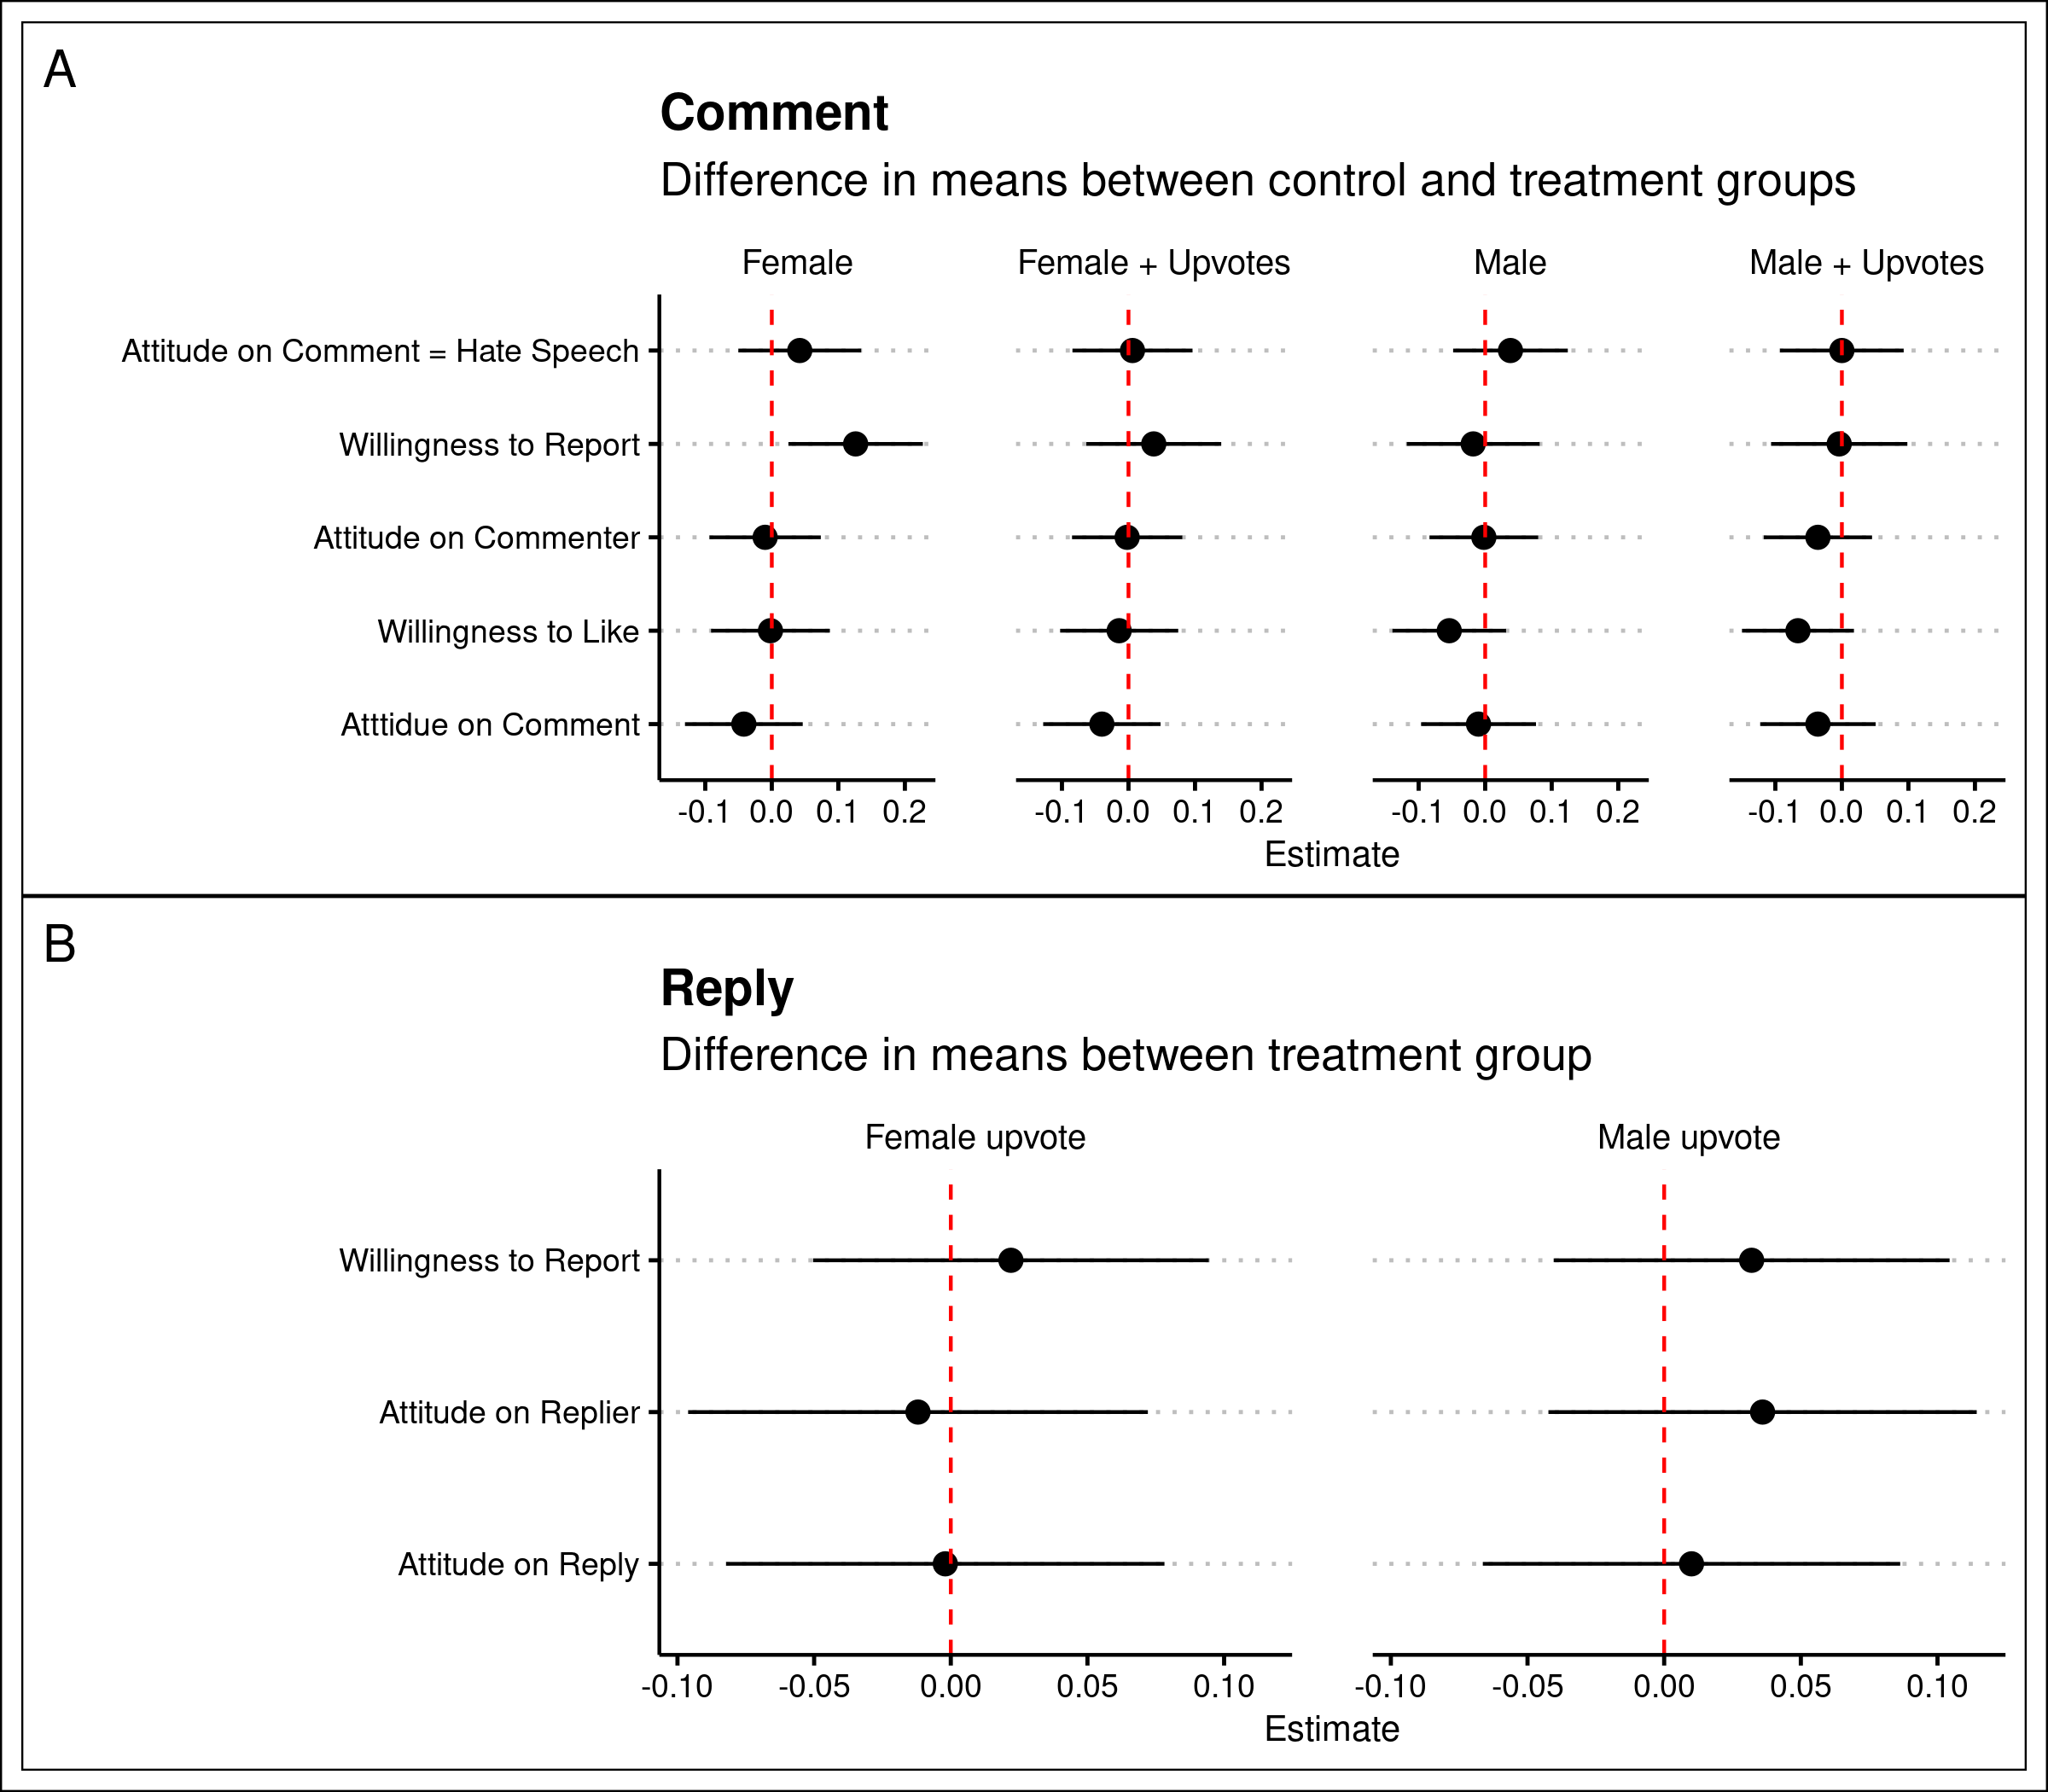 A
Comment
Difference in means between control and treatment groups
Female
Female + Upvotes
Male
Male + Upvotes
Attitude on Comment = Hate Speech
Willingness to Report
Attitude on Commenter
Willingness to Like
Atttidue on Comment
-0.1 0.0 0.1 0.2
-0.1 0.0 0.1 0.2
-0.1 0.0 0.1 0.2
-0.1 0.0 0.1 0.2
Estimate
B
Reply
Difference in means between treatment group
Female upvote
Male upvote
Willingness to Report
Attitude on Replier
Attitude on Reply
-0.10 -0.05 0.00 0.05 0.10
-0.10 -0.05 0.00 0.05 0.10
Estimate